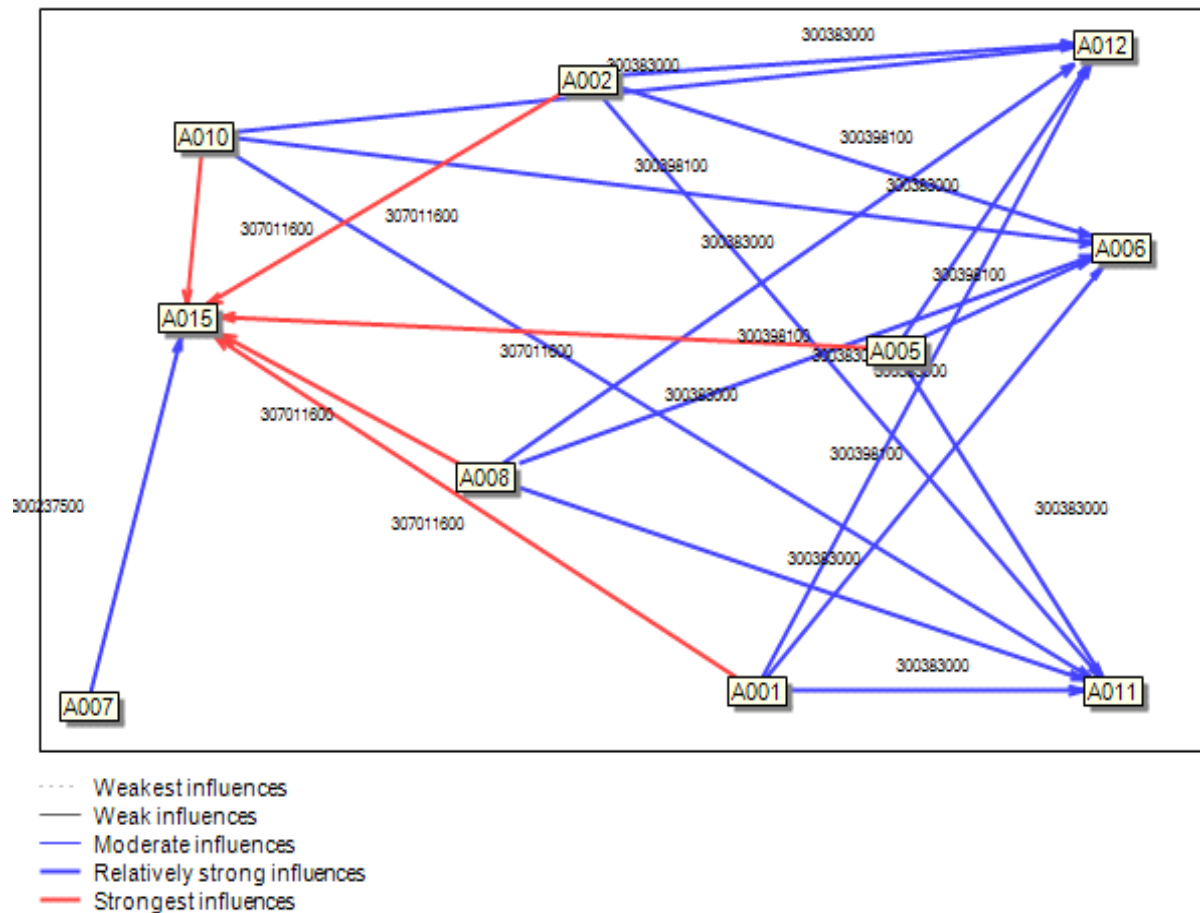 300383000
A012
300383000
A002
A010
300398100
300398100
300383000
307011600
307011600
300383000
A006
300398100
300398100
A015
307011600
A005
300383000
307011600
300398100
A008
300237500
307011600
300383000
300383000
300383000
A001
A011
A007
Weakest influences
Weak influences
Moderate influences
Relatively strong influences
Strongest influences